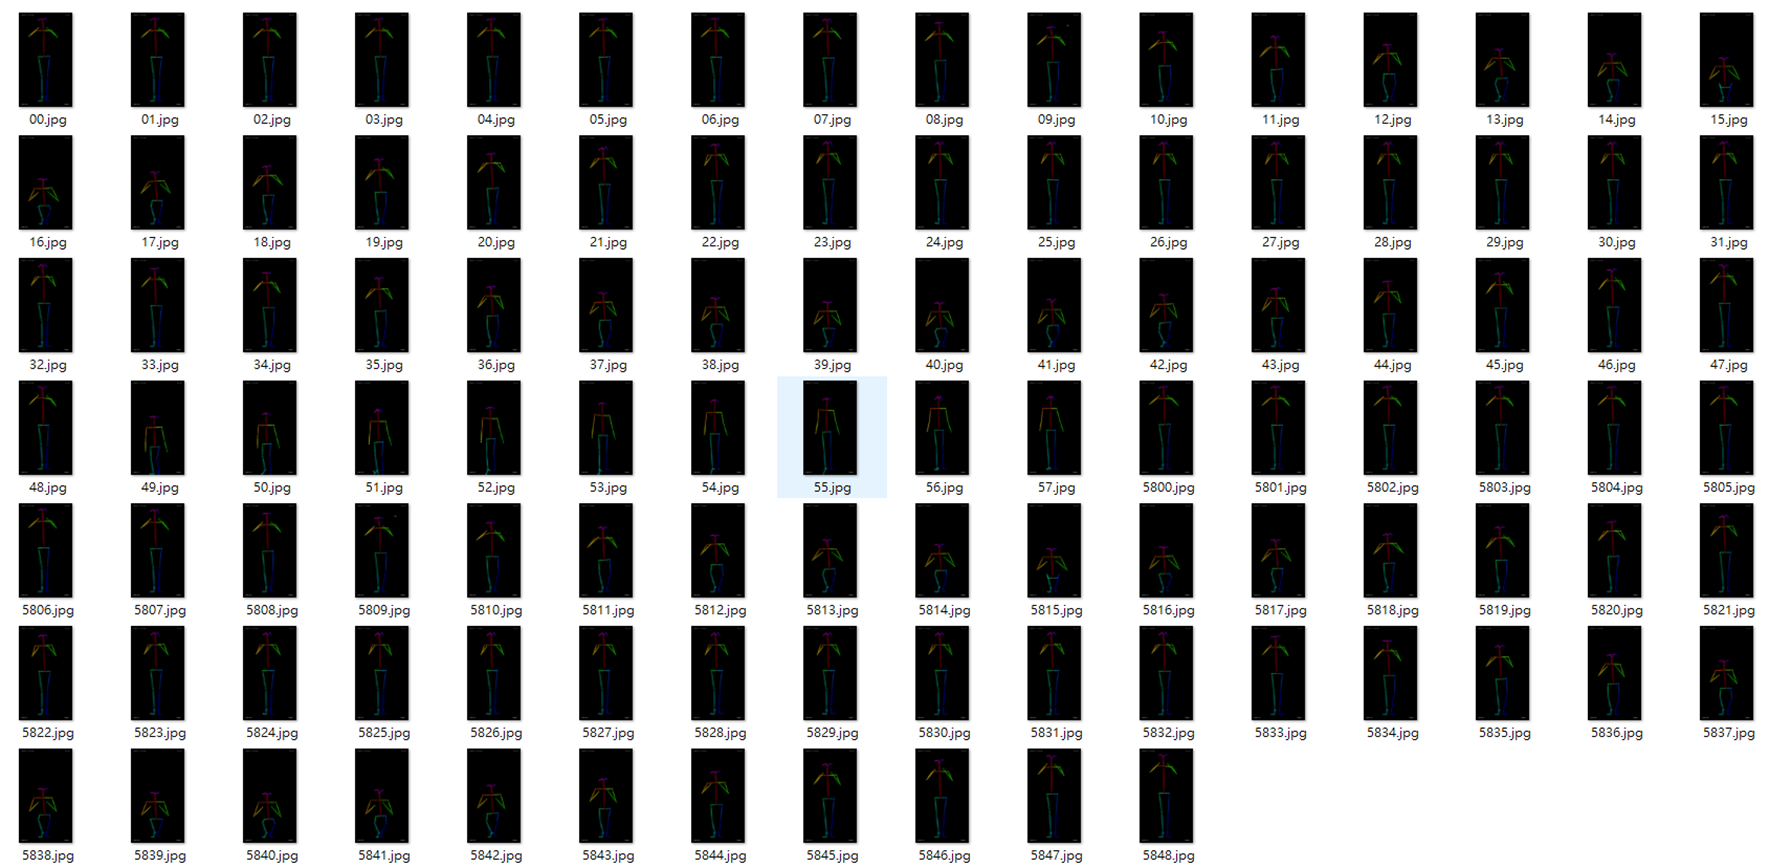 00.jpg 01.jpg 02.jpg 03.jpg 04.jpg 05.jpg 06.jpg 07.jpg 08.jpg 09.jpg 10.jpg 11.jpg 12.jpg 13.jpg 14.jpg 15.jpg
16.jpg 17.jpg 18.jpg 19.jpg 20.jpg 21.jpg 22.jpg 23.jpg 24.jpg 25.jpg 26.jpg 27.jpg 28.jpg 29.jpg 30.jpg 31.jpg
32.jpg 33.jpg 34.jpg 35.jpg 36.jpg 37.jpg 38.jpg 39.jpg 40.jpg 41.jpg 42.jpg 43.jpg 44.jpg 45.jpg 46.jpg 47.jpg
48.jpg 49.jpg 50.jpg 51.jpg 52.jpg 53.jpg 54.jpg 55.jpg 56.jpg 57.jpg 5800.jpg 5801.jpg 5802.jpg 5803.jpg 5804.jpg 5805.jpg
5806.jpg 5807.jpg 5808.jpg 5809.jpg 5810.jpg 5811.jpg 5812.jpg 5813.jpg 5814.jpg 5815.jpg 5816.jpg 5817.jpg 5818.jpg 5819.jpg 5820.jpg 5821.jpg
5822.jpg 5823.jpg 5824.jpg 5825.jpg 5826.jpg 5827.jpg 5828.jpg 5829.jpg 5830.jpg 5831.jpg 5832.jpg 5833.jpg 5834.jpg 5835.jpg 5836.jpg 5837.jpg
5838.jpg 5839.jpg 5840.jpg 5841.jpg 5842.jpg 5843.jpg 5844.jpg 5845.jpg 5846.jpg 5847.jpg 5848.jpg